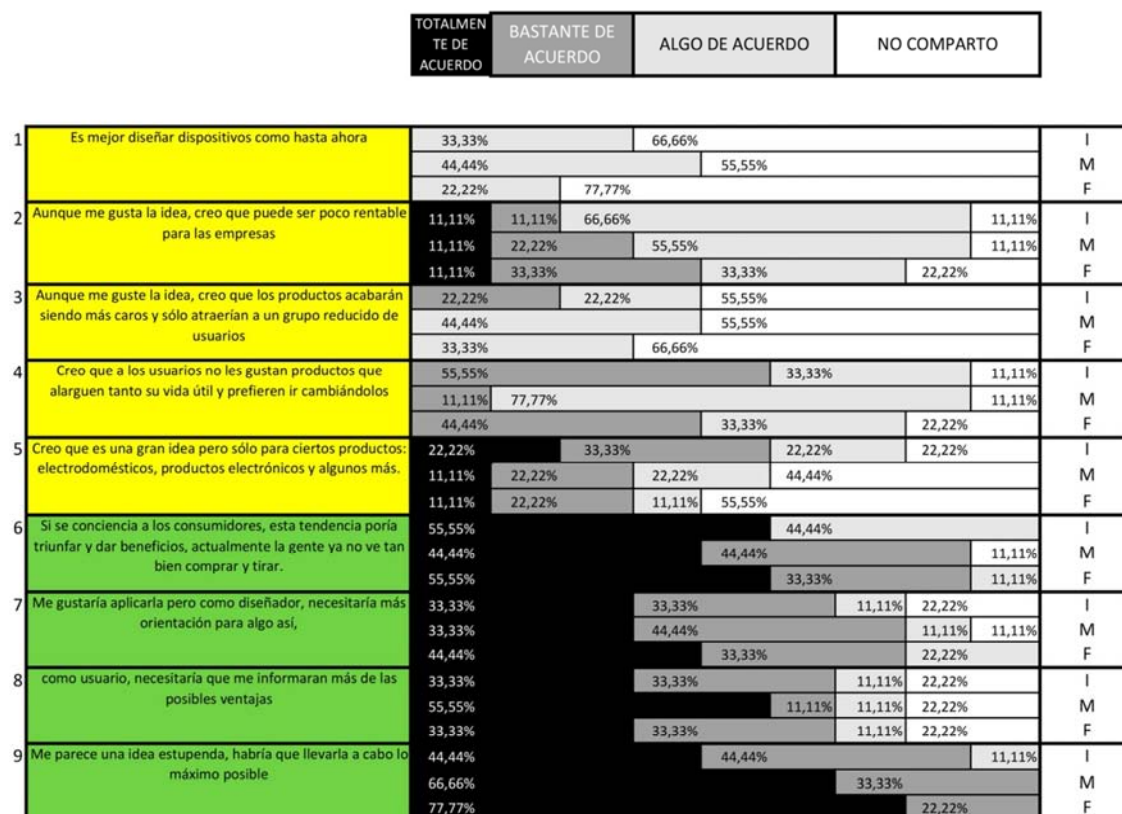 TOTALMEN
TE DE
ACUERDO
BASTANTE DE
ACUERDO
ALGO DE ACUERDO
NO COMPARTO
1
Es mejor diseñar dispositivos como hasta ahora
33,33% 66,66% I
44,44% 55,55% M
22,22% 77,77% F
2
Aunque me gusta la idea, creo que puede ser poco rentable
para las empresas
11,11% 11,11% 66,66% 11,11% I
11,11% 22,22% 55,55% 11,11% M
11,11% 33,33% 33,33% 22,22% F
3
Aunque me guste la idea, creo que los productos acabarán
siendo más caros y sólo atraerían a un grupo reducido de
usuarios
22,22% 22,22% 55,55% I
44,44% 55,55% M
33,33% 66,66% F
4
Creo que a los usuarios no les gustan productos que
alarguen tanto su vida útil y prefieren ir cambiándolos
55,55% 33,33% 11,11% I
11,11% 77,77% 11,11% M
44,44% 33,33% 22,22% F
5
Creo que es una gran idea pero sólo para ciertos productos:
electrodomésticos, productos electrónicos y algunos más.
22,22% 33,33% 22,22% 22,22% I
11,11% 22,22% 22,22% 44,44% M
11,11% 22,22% 11,11% 55,55% F
6
Si se conciencia a los consumidores, esta tendencia poría
triunfar y dar beneficios, actualmente la gente ya no ve tan
bien comprar y tirar.
55,55% 44,44% I
44,44% 44,44% 11,11% M
55,55% 33,33% 11,11% F
7
Me gustaría aplicarla pero como diseñador, necesitaría más
orientación para algo así,
33,33% 33,33% 11,11% 22,22% I
33,33% 44,44% 11,11% 11,11% M
44,44% 33,33% 22,22% F
8
como usuario, necesitaría que me informaran más de las
posibles ventajas
33,33% 33,33% 11,11% 22,22% I
55,55% 11,11% 11,11% 22,22% M
33,33% 33,33% 11,11% 22,22% F
9
Me parece una idea estupenda, habría que llevarla a cabo lo
máximo posible
44,44% 44,44% 11,11% I
66,66% 33,33% M
77,77% 22,22% F